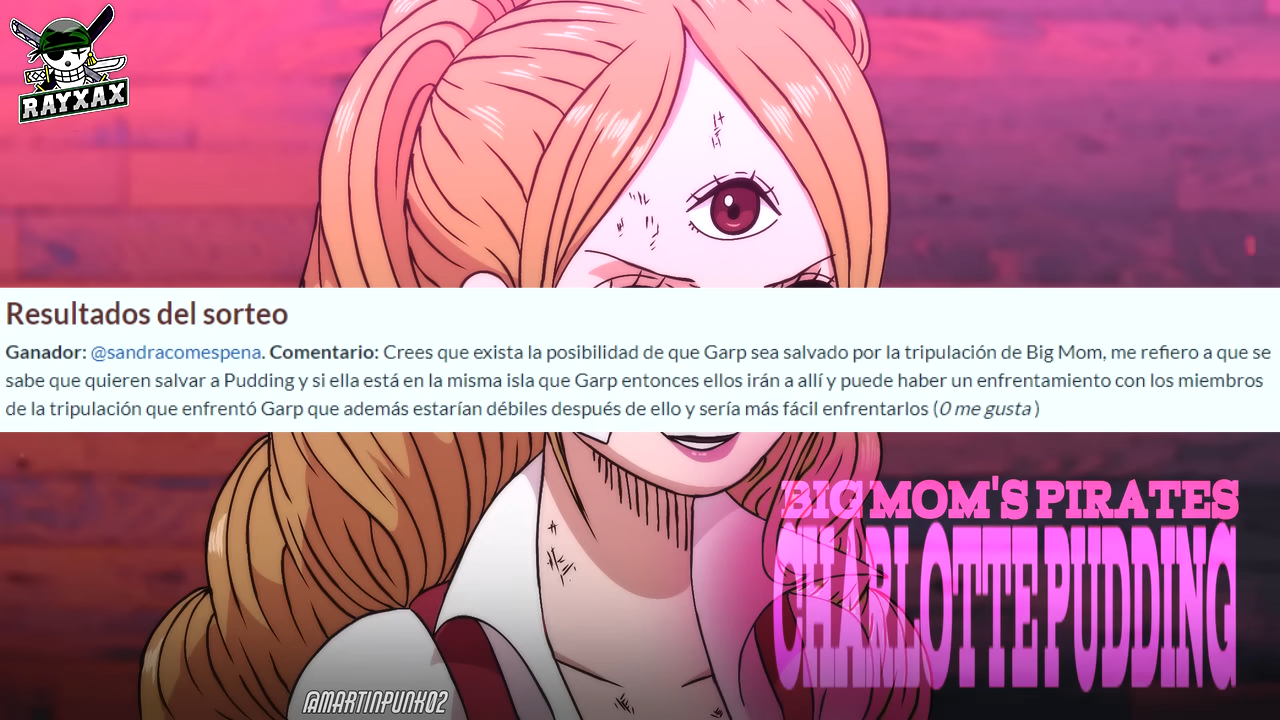 RAYXAX
Resultados del sorteo
Ganador: @sandracomespena. Comentario: Crees que exista la posibilidad de que Garp sea salvado por la tripulación de Big Mom, me refiero a que se
sabe que quieren salvar a Pudding y si ella está en la misma isla que Garp entonces ellos irán a allí y puede haber un enfrentamiento con los miembros
de la tripulación que enfrentó Garp que además estarían débiles después de ello y sería más fácil enfrentarlos (0 me gusta )
BIG MOM'S PIRATES
CHARLOTTE PUDDING
@MARTINPUNK02